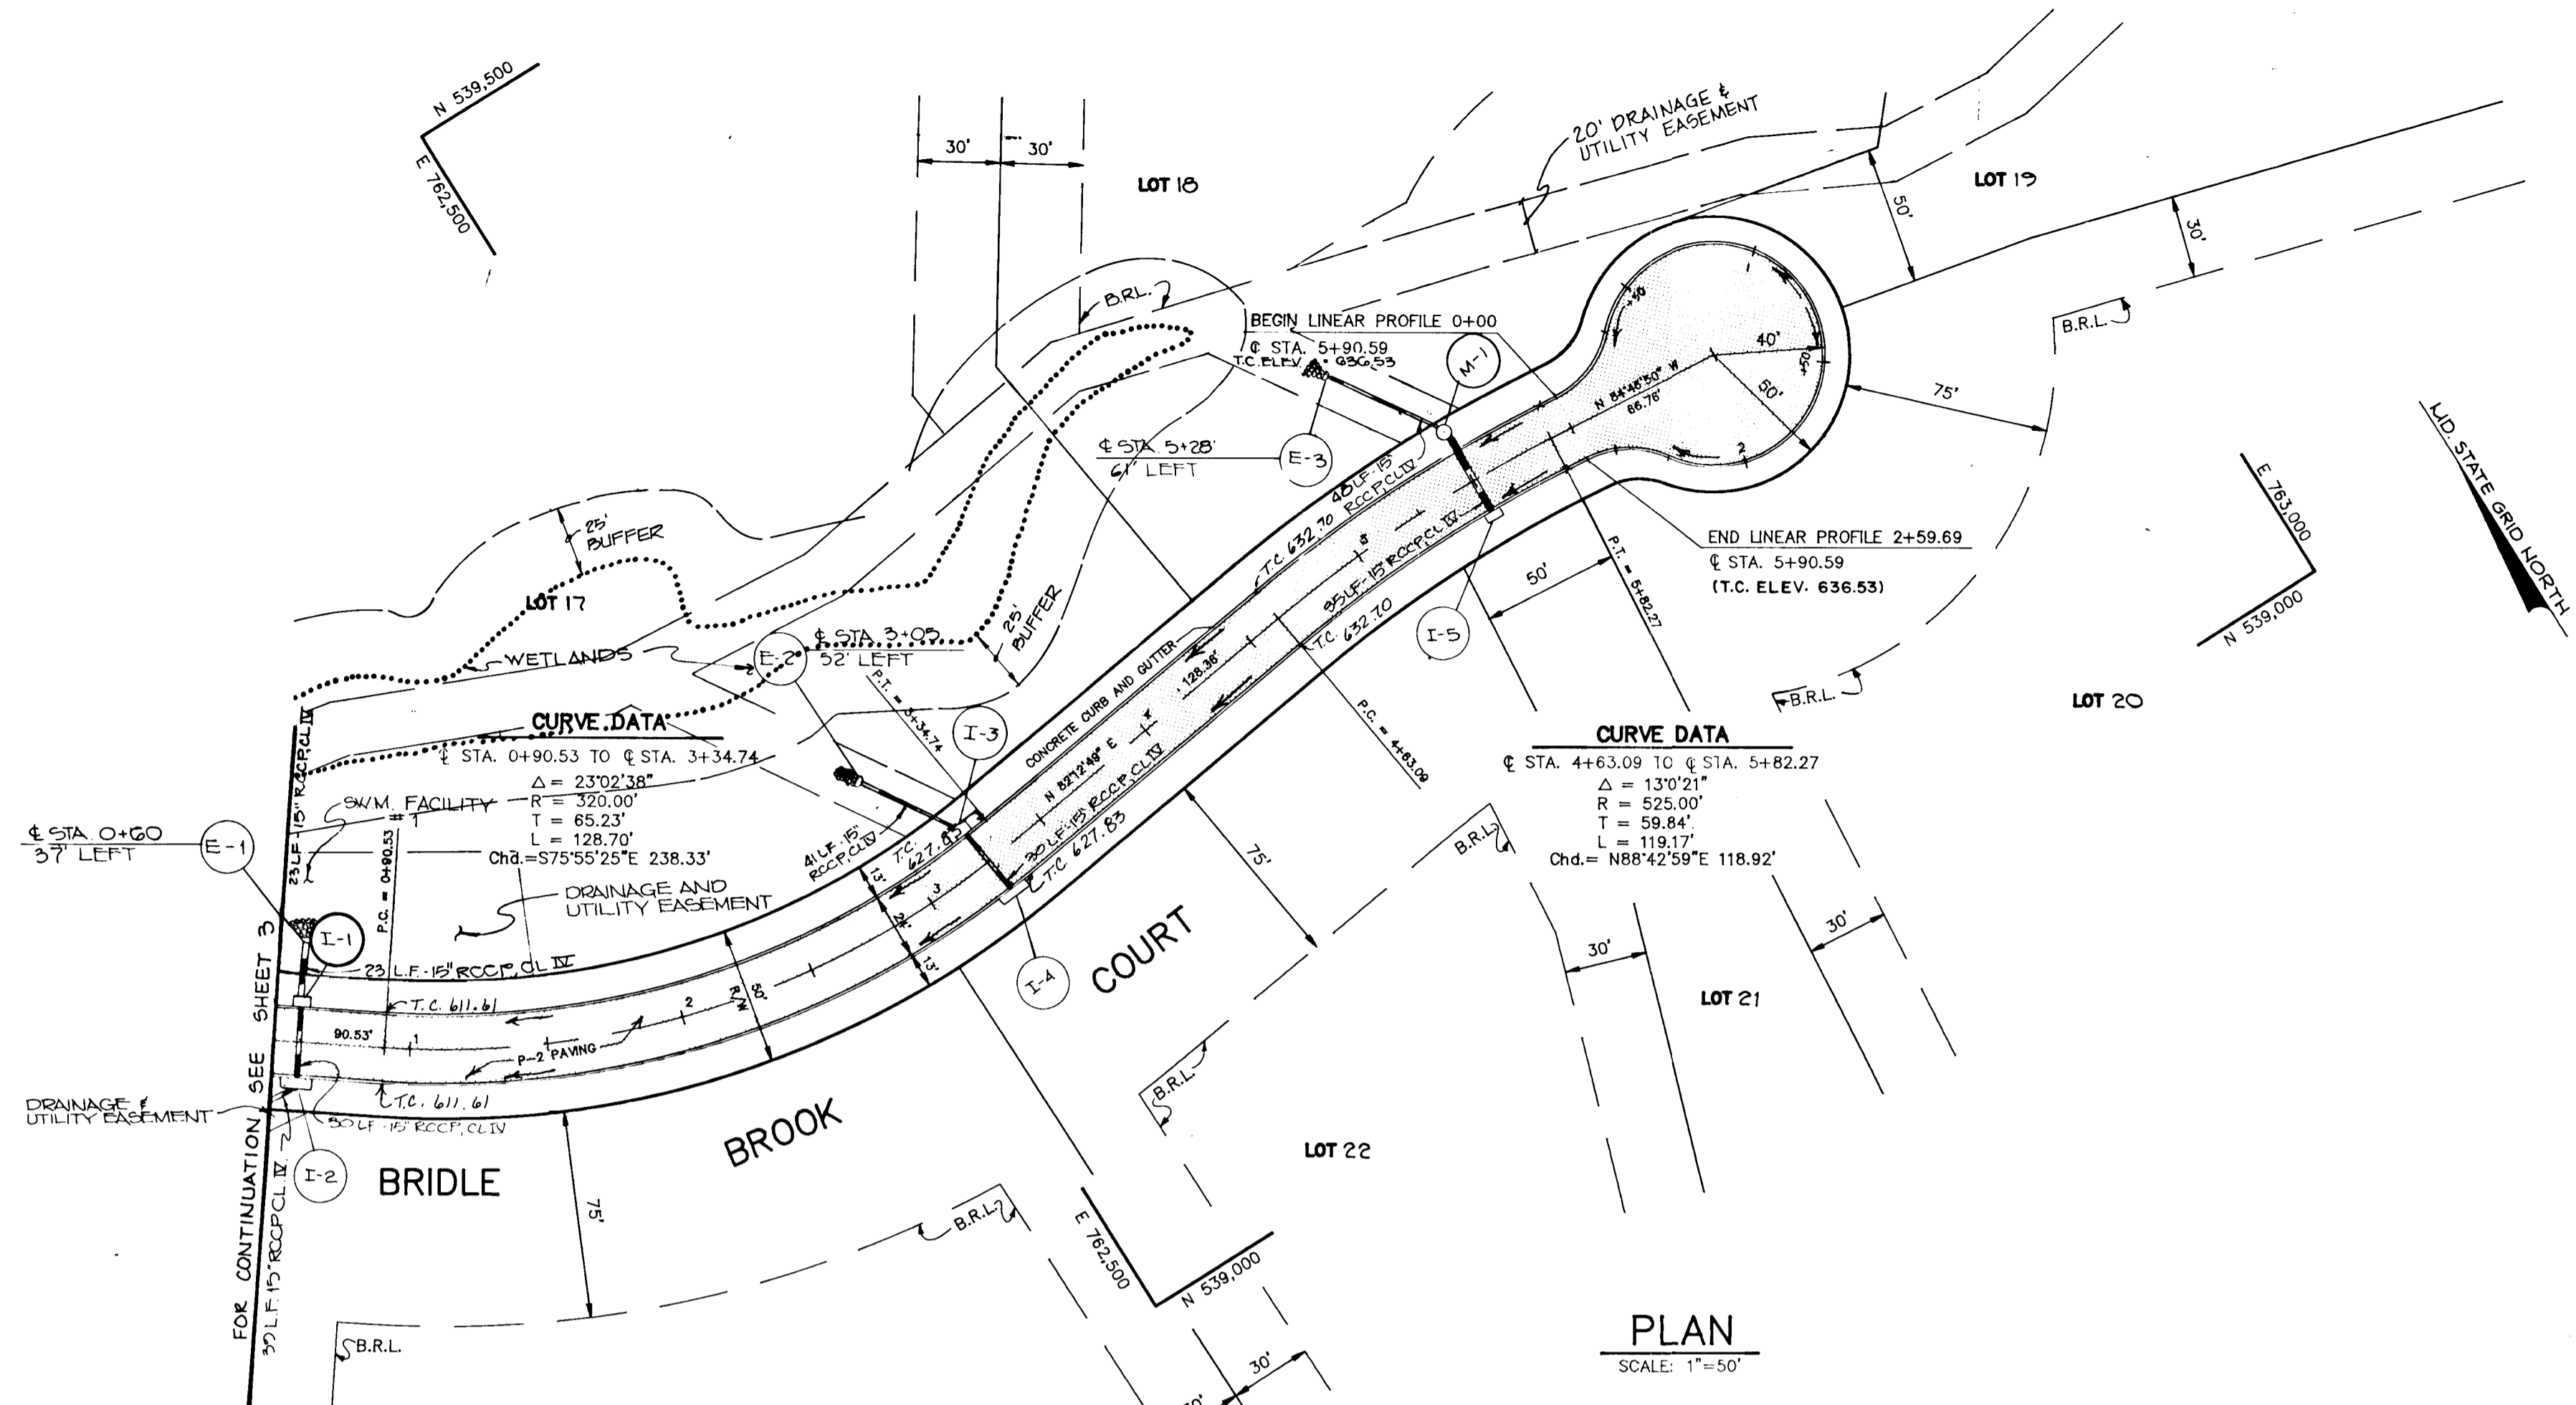 N 539,500
E 762,500
30'
30'
LOT 18
20' DRAINAGE &
UTILITY EASEMENT
LOT 19
50'
30'
B.R.L.
B.R.L.
BEGIN LINEAR PROFILE 0+00
℄ STA. 5+90.59
T.C. ELEV. 636.53
M-1
1
+50
40'
+50
50'
N 84°48'50" W
66.76'
2
75'
MD. STATE GRID NORTH
℄ STA. 5+28
61' LEFT
E-3
E 763,000
N 539,000
25'
BUFFER
LOT 17
T.C. 632.70
RCCP, CL IV
35 LF-15" RCCP, CL IV
5
T.C. 632.70
I-5
50'
P.T. = 5+82.27
END LINEAR PROFILE 2+59.69
℄ STA. 5+90.59
(T.C. ELEV. 636.53)
25'
BUFFER
WETLANDS
E-2
℄ STA. 3+05
52' LEFT
P.T. = 3+34.74
I-3
CONCRETE CURB AND GUTTER
128.36'
N 82°12'49" E
4
P.C. = 4+63.09
B.R.L.
LOT 20
CURVE DATA
℄ STA. 0+90.53 TO ℄ STA. 3+34.74
Δ = 23°02'38"
R = 320.00'
T = 65.23'
L = 128.70'
Chd.=S75°55'25"E 238.33'
CURVE DATA
℄ STA. 4+63.09 TO ℄ STA. 5+82.27
Δ = 13°0'21"
R = 525.00'
T = 59.84'
L = 119.17'
Chd.= N88°42'59"E 118.92'
23 LF-15" RCCP, CL IV
S.W.M. FACILITY
# 1
P.C. = 0+90.53
℄ STA. 0+60
37' LEFT
E-1
41 LF-15"
RCCP, CL IV
T.C.
30 LF-15" RCCP, CL IV
T.C. 627.83
13'
24'
13'
3
75'
B.R.L.
DRAINAGE AND
UTILITY EASEMENT
I-1
23 L.F.-15" RCCP, CL IV
T.C. 611.61
90.53'
1
P-2 PAVING
2
50'
R/W
I-4
COURT
30'
30'
LOT 21
T.C. 611.61
DRAINAGE &
UTILITY EASEMENT
30 LF-15" RCCP, CL IV
I-2
BRIDLE
BROOK
B.R.L.
LOT 22
FOR CONTINUATION SEE SHEET 3
39 L.F. 15" RCCP CL. IV
75'
B.R.L.
E 762,500
N 539,000
B.R.L.
30'
PLAN
SCALE: 1"=50'